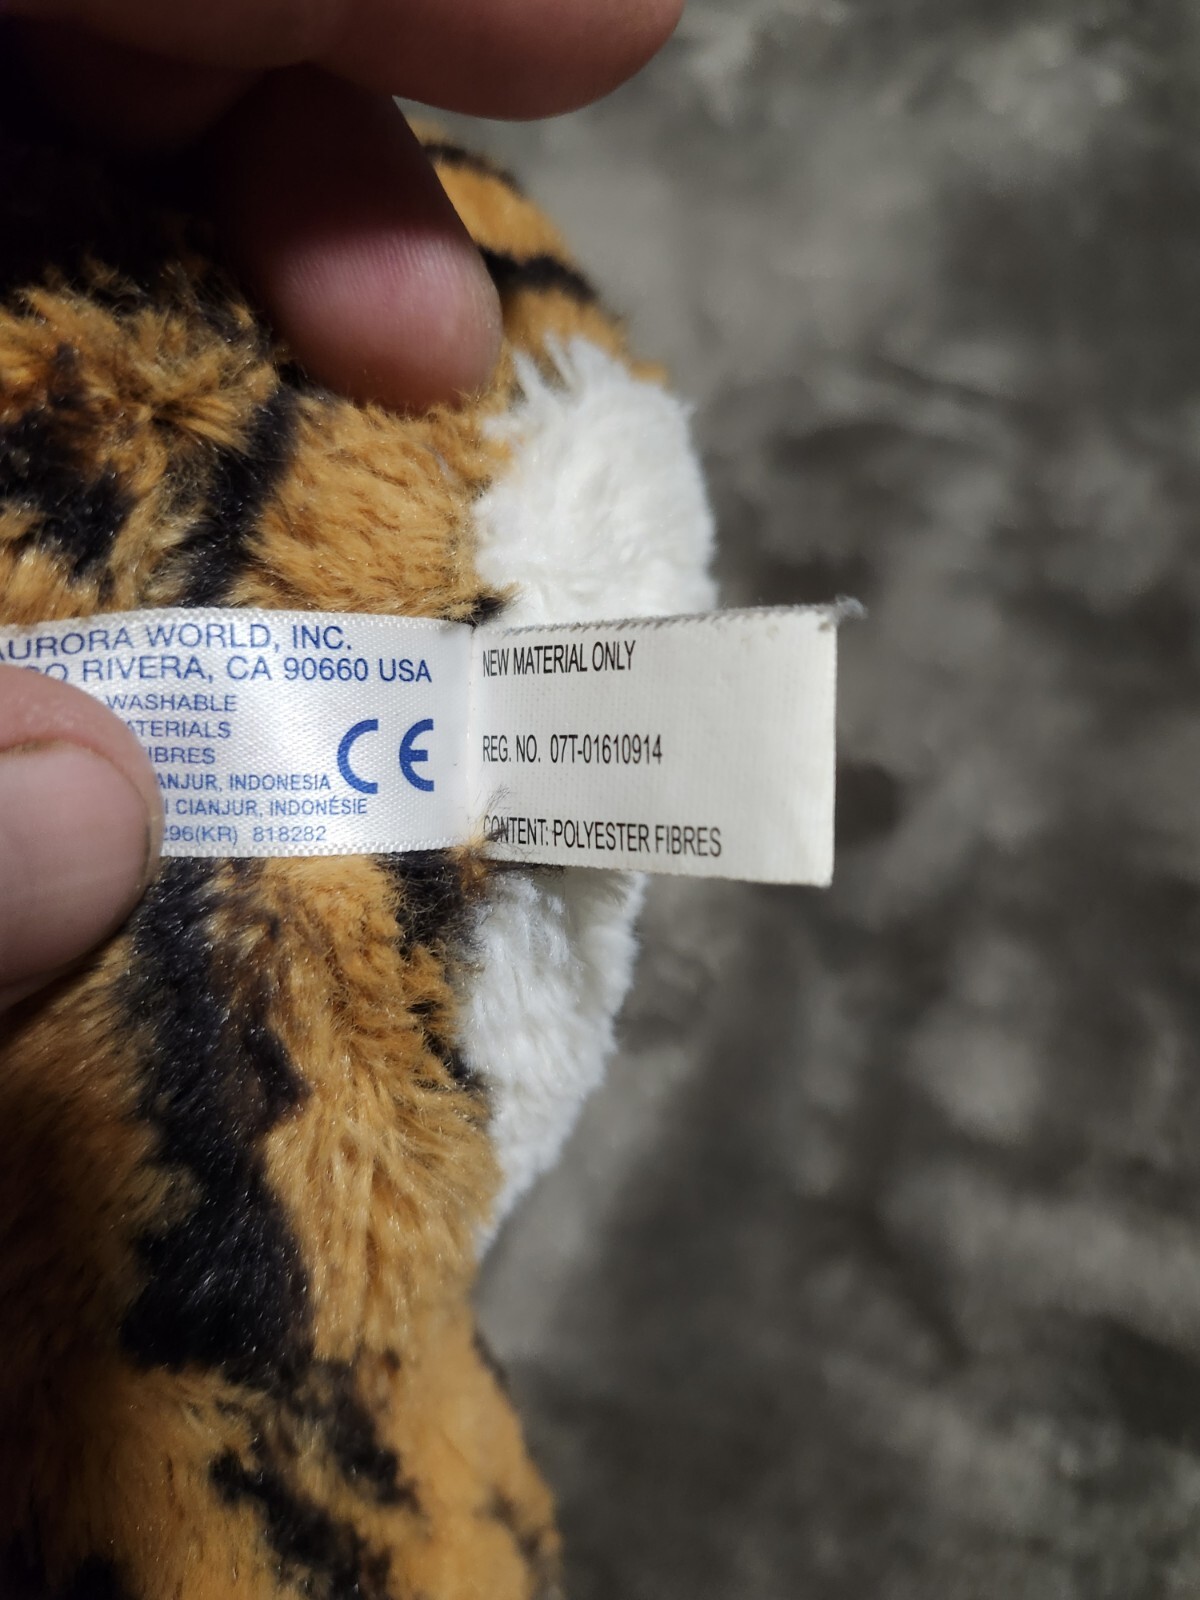 AURORA WORLD, INC.
RIVERA, CA 90660 USA
WASHABLE
CE
INDONESIA
CIANJUR, INDONÉSIE
(KR) 818282
NEW MATERIAL ONLY
REG. NO. 07T-01610914
CONTENT: POLYESTER FIBRES